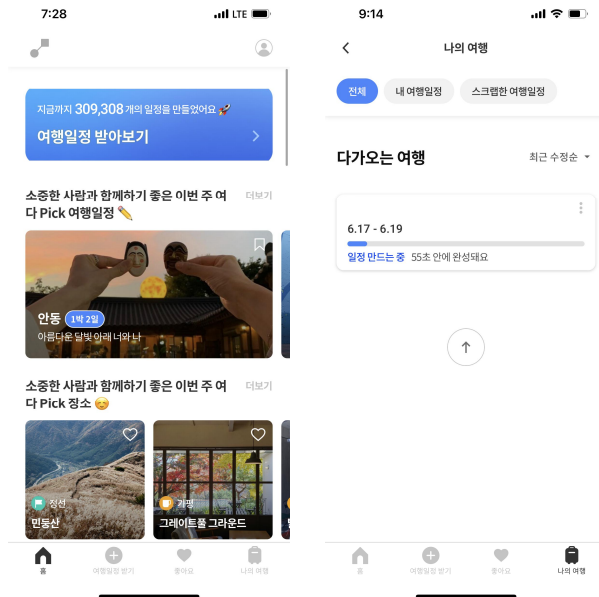 7:28
LTE
지금까지 309,308 개의 일정을 만들었어요 🚀
여행일정 받아보기
소중한 사람과 함께하기 좋은 이번 주 여
다 Pick 여행일정 ✏️
더보기
안동 1박 2일
아름다운 달빛 아래 너와 나
소중한 사람과 함께하기 좋은 이번 주 여
다 Pick 장소 😊
더보기
정선
민둥산
가평
그레이트풀 그라운드
홈
여행일정 받기
좋아요
나의 여행
9:14
나의 여행
전체
내 여행일정
스크랩한 여행일정
다가오는 여행
최근 수정순
6.17 - 6.19
일정 만드는 중 55초 안에 완성돼요
홈
여행일정 받기
좋아요
나의 여행